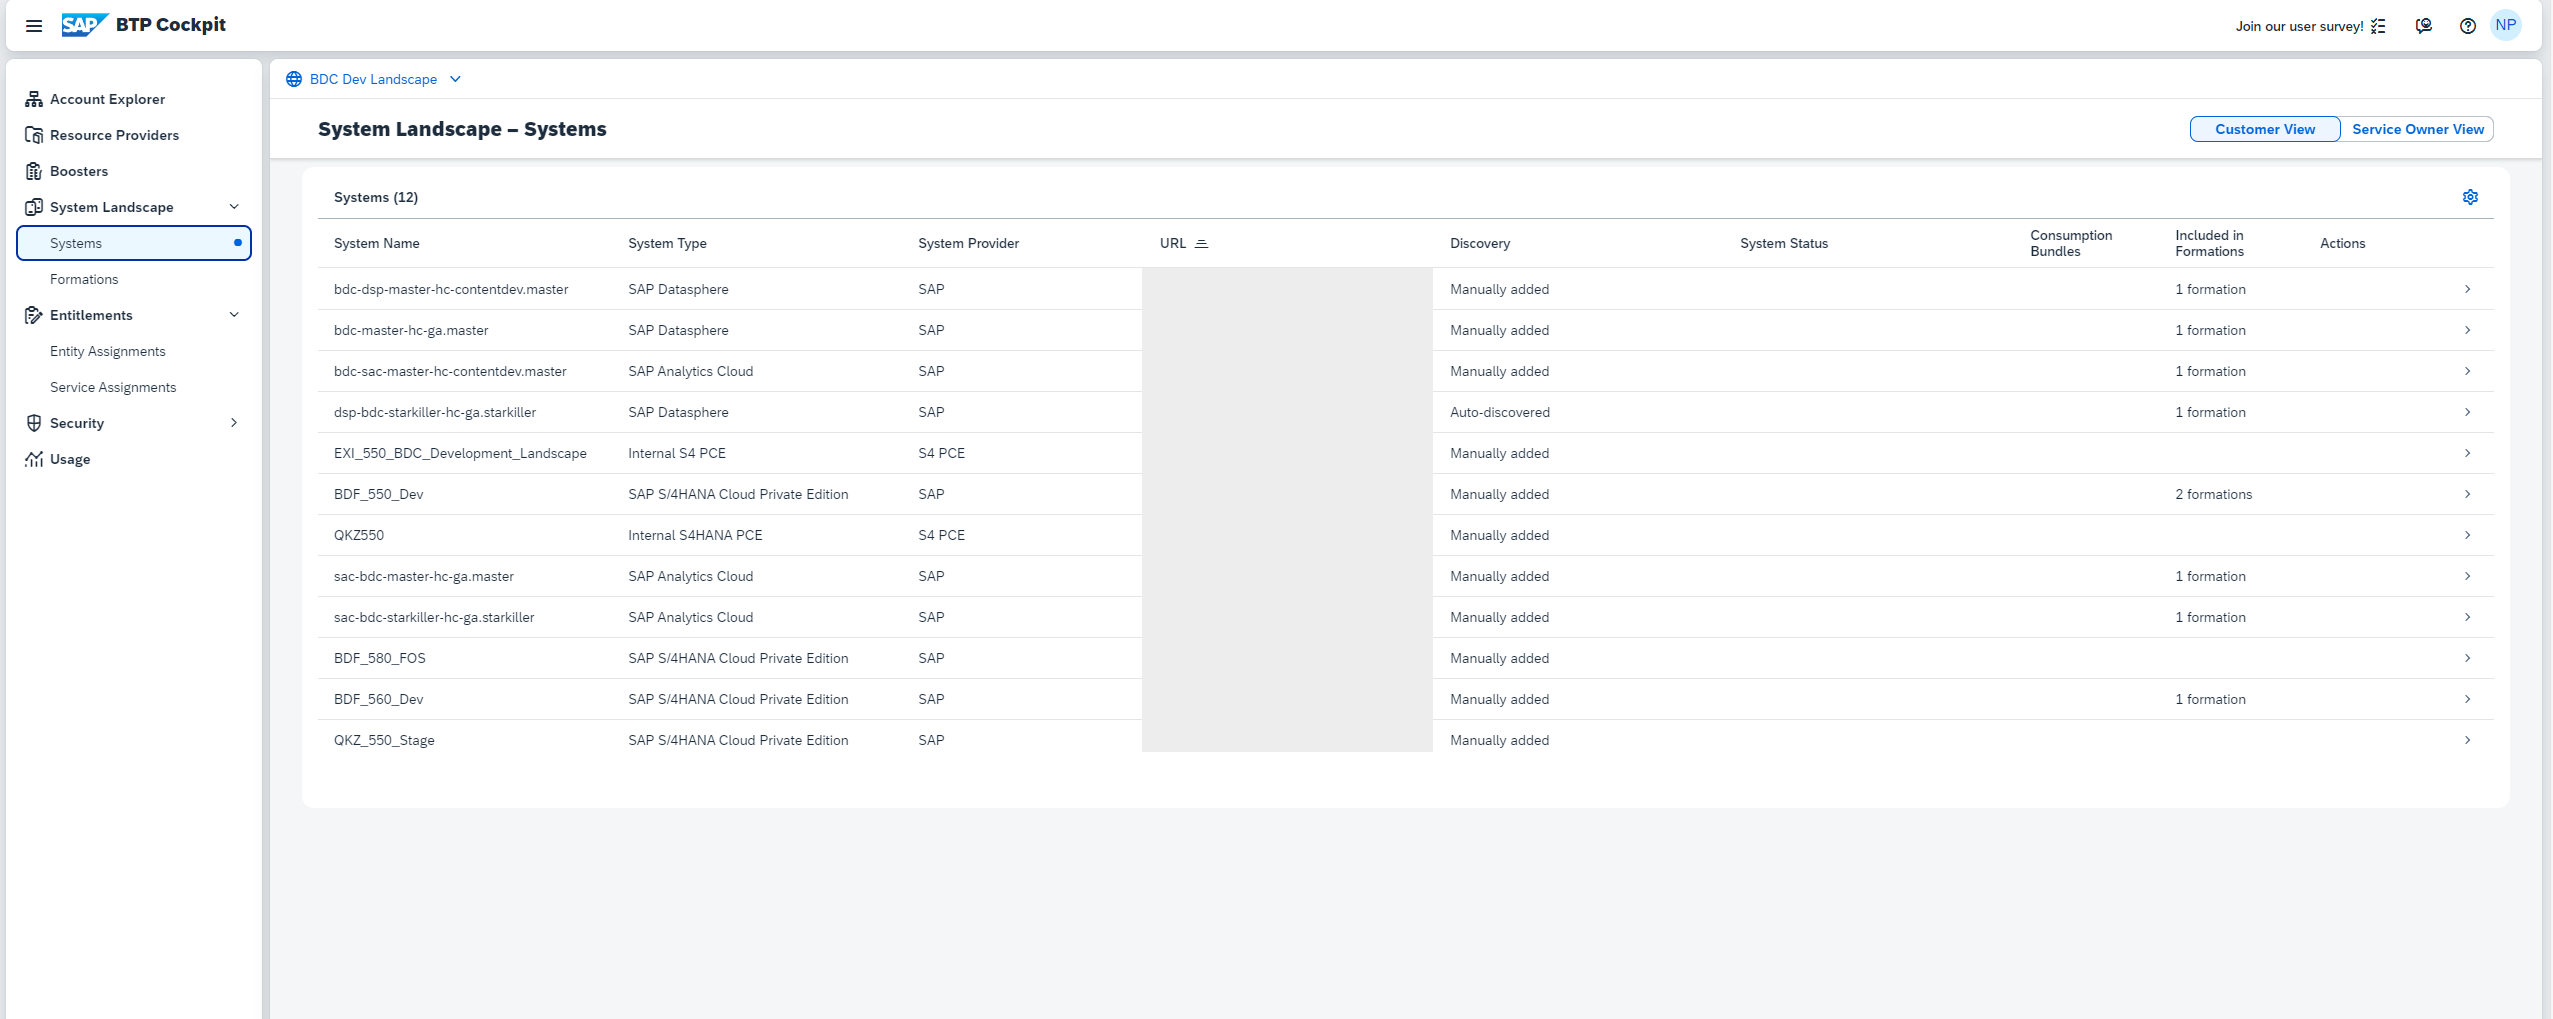 SAP BTP Cockpit
Join our user survey!
NP
Account Explorer
Resource Providers
Boosters
System Landscape
Systems
Formations
Entitlements
Entity Assignments
Service Assignments
Security
Usage
BDC Dev Landscape
System Landscape – Systems
Customer View Service Owner View
Systems (12)
System Name System Type System Provider URL Discovery System Status Consumption Bundles Included in Formations Actions
bdc-dsp-master-hc-contentdev.master SAP Datasphere SAP Manually added 1 formation
bdc-master-hc-ga.master SAP Datasphere SAP Manually added 1 formation
bdc-sac-master-hc-contentdev.master SAP Analytics Cloud SAP Manually added 1 formation
dsp-bdc-starkiller-hc-ga.starkiller SAP Datasphere SAP Auto-discovered 1 formation
EXI_550_BDC_Development_Landscape Internal S4 PCE S4 PCE Manually added
BDF_550_Dev SAP S/4HANA Cloud Private Edition SAP Manually added 2 formations
QKZ550 Internal S4HANA PCE S4 PCE Manually added
sac-bdc-master-hc-ga.master SAP Analytics Cloud SAP Manually added 1 formation
sac-bdc-starkiller-hc-ga.starkiller SAP Analytics Cloud SAP Manually added 1 formation
BDF_580_FOS SAP S/4HANA Cloud Private Edition SAP Manually added
BDF_560_Dev SAP S/4HANA Cloud Private Edition SAP Manually added 1 formation
QKZ_550_Stage SAP S/4HANA Cloud Private Edition SAP Manually added